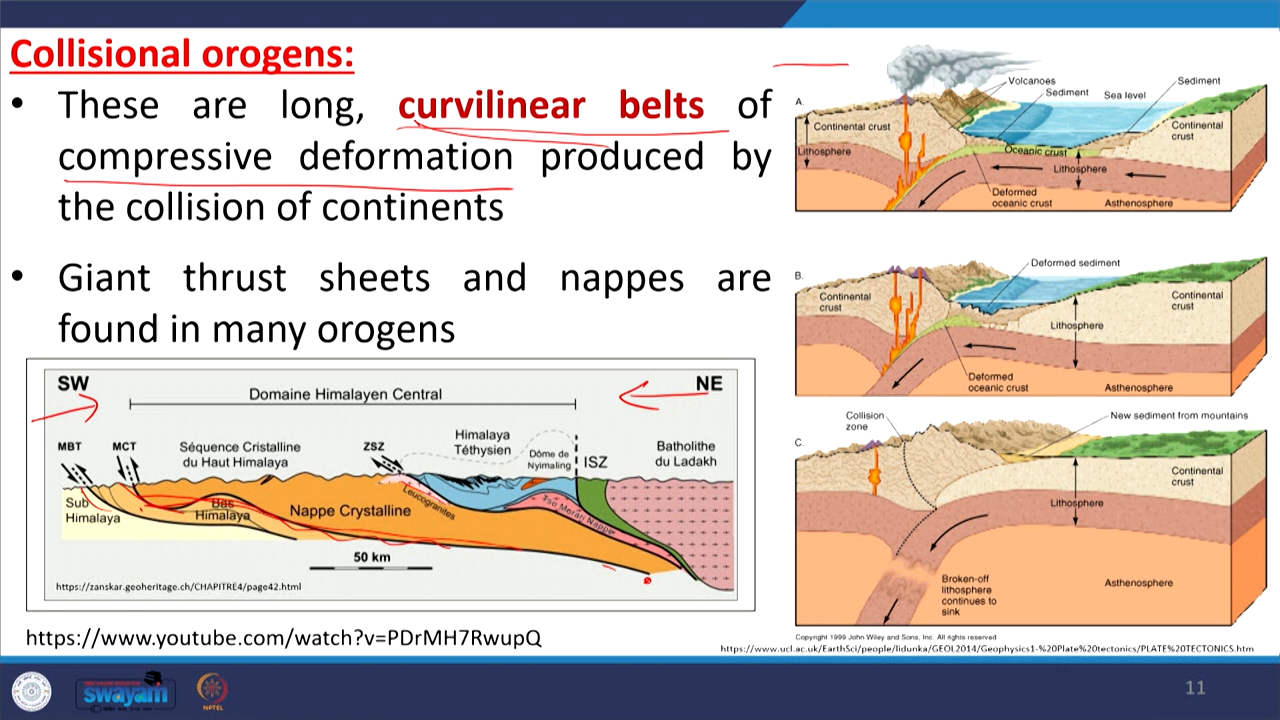 Collisional orogens:
• These are long, curvilinear belts of
compressive deformation produced by
the collision of continents
• Giant thrust sheets and nappes are
found in many orogens
SW
NE
Domaine Himalayen Central
MBT
MCT
Séquence Cristalline
du Haut Himalaya
ZSZ
Himalaya
Téthysien
Dôme de
Nyimaling
ISZ
Batholithe
du Ladakh
Sub
Himalaya
Bas
Himalaya
Nappe Crystalline
Leucogranites
Tso Morari Nappe
50 km
https://zanskar.geoheritage.ch/CHAPITRE4/page42.html
https://www.youtube.com/watch?v=PDrMH7RwupQ
A.
Volcanoes
Sediment
Sea level
Sediment
Continental crust
Continental
crust
Lithosphere
Oceanic crust
Lithosphere
Deformed
oceanic crust
Asthenosphere
B.
Deformed sediment
Continental
crust
Continental
crust
Lithosphere
Deformed
oceanic crust
Asthenosphere
C.
Collision
zone
New sediment from mountains
Continental
crust
Lithosphere
Broken-off
lithosphere
continues to
sink
Asthenosphere
Copyright 1999 John Wiley and Sons, Inc. All rights reserved
https://www.ucl.ac.uk/EarthSci/people/lidunka/GEOL2014/Geophysics1-%20Plate%20tectonics/PLATE%20TECTONICS.htm
swayam
NPTEL
11